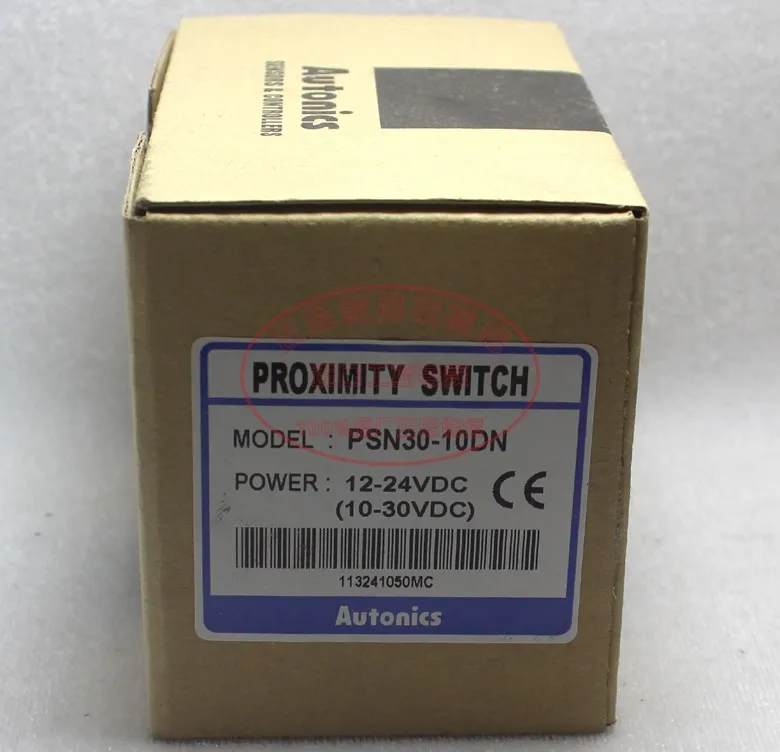 Autonics
SENSORS & CONTROLLERS
PROXIMITY SWITCH
MODEL : PSN30-10DN
POWER : 12-24VDC CE
(10-30VDC)
113241050MC
Autonics